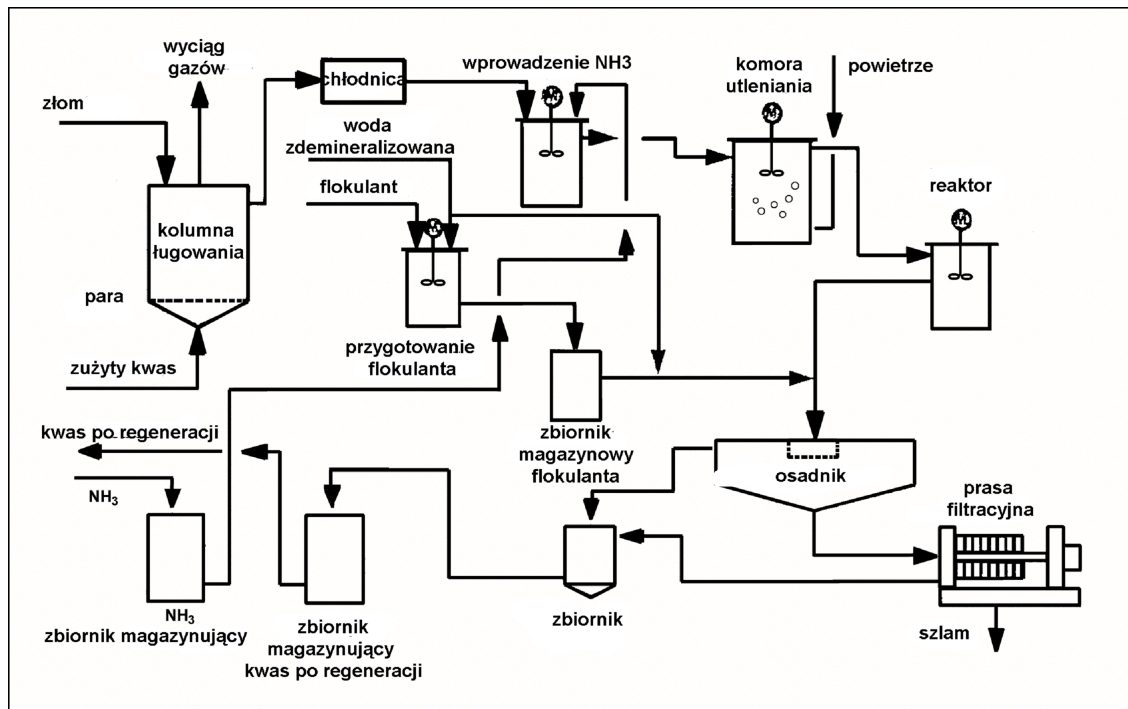 wyciąg
gazów
złom
chłodnica
wprowadzenie NH3
M
komora
utleniania
powietrze
M
woda
zdemineralizowana
flokulant
M
reaktor
M
kolumna
ługowania
para
zużyty kwas
przygotowanie
flokulanta
kwas po regeneracji
NH₃
zbiornik
magazynowy
flokulanta
osadnik
prasa
filtracyjna
NH₃
zbiornik magazynujący
zbiornik
magazynujący
kwas po regeneracji
zbiornik
szlam